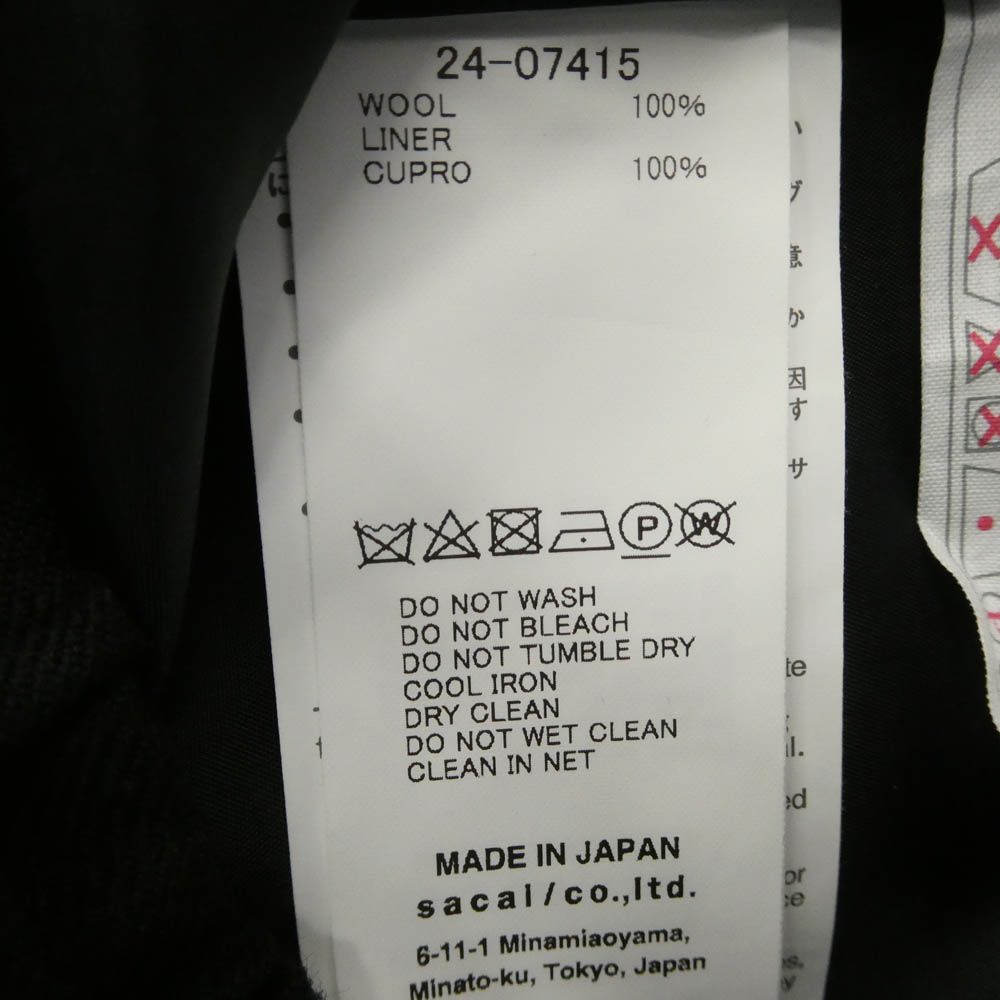 24-07415
WOOL 100%
LINER
CUPRO 100%
P W
DO NOT WASH
DO NOT BLEACH
DO NOT TUMBLE DRY
COOL IRON
DRY CLEAN
DO NOT WET CLEAN
CLEAN IN NET
MADE IN JAPAN
sacai/co.,ltd.
6-11-1 Minamiaoyama,
Minato-ku, Tokyo, Japan